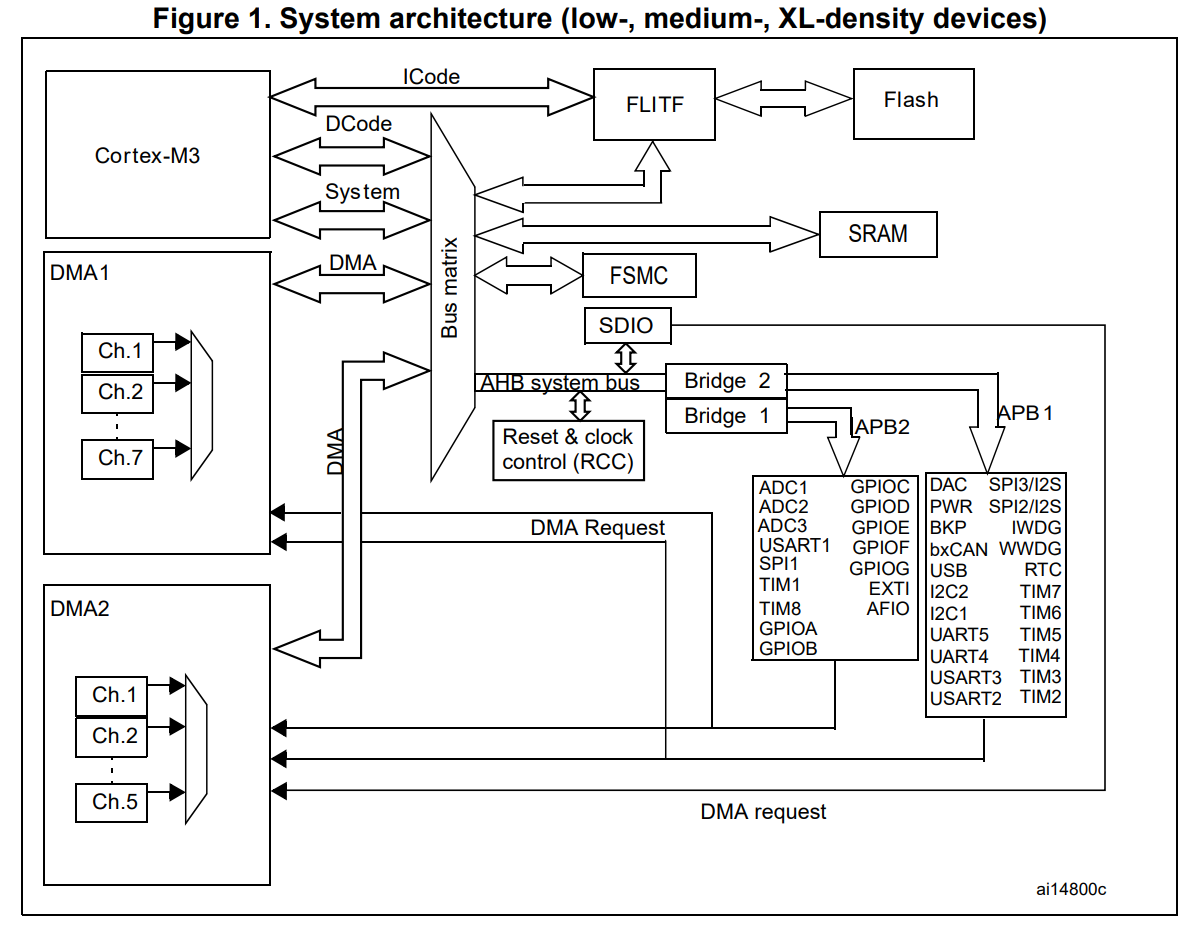 Figure 1. System architecture (low-, medium-, XL-density devices)
ICode
FLITF
Flash
DCode
Cortex-M3
System
SRAM
DMA
FSMC
Bus matrix
DMA1
Ch.1
Ch.2
Ch.7
SDIO
AHB system bus
Bridge 2
Bridge 1
APB2
APB1
Reset & clock
control (RCC)
DMA
DMA Request
ADC1 GPIOC
ADC2 GPIOD
ADC3 GPIOE
USART1 GPIOF
SPI1 GPIOG
TIM1 EXTI
TIM8 AFIO
GPIOA
GPIOB
DAC SPI3/I2S
PWR SPI2/I2S
BKP IWDG
bxCAN WWDG
USB RTC
I2C2 TIM7
I2C1 TIM6
UART5 TIM5
UART4 TIM4
USART3 TIM3
USART2 TIM2
DMA2
Ch.1
Ch.2
Ch.5
DMA request
ai14800c